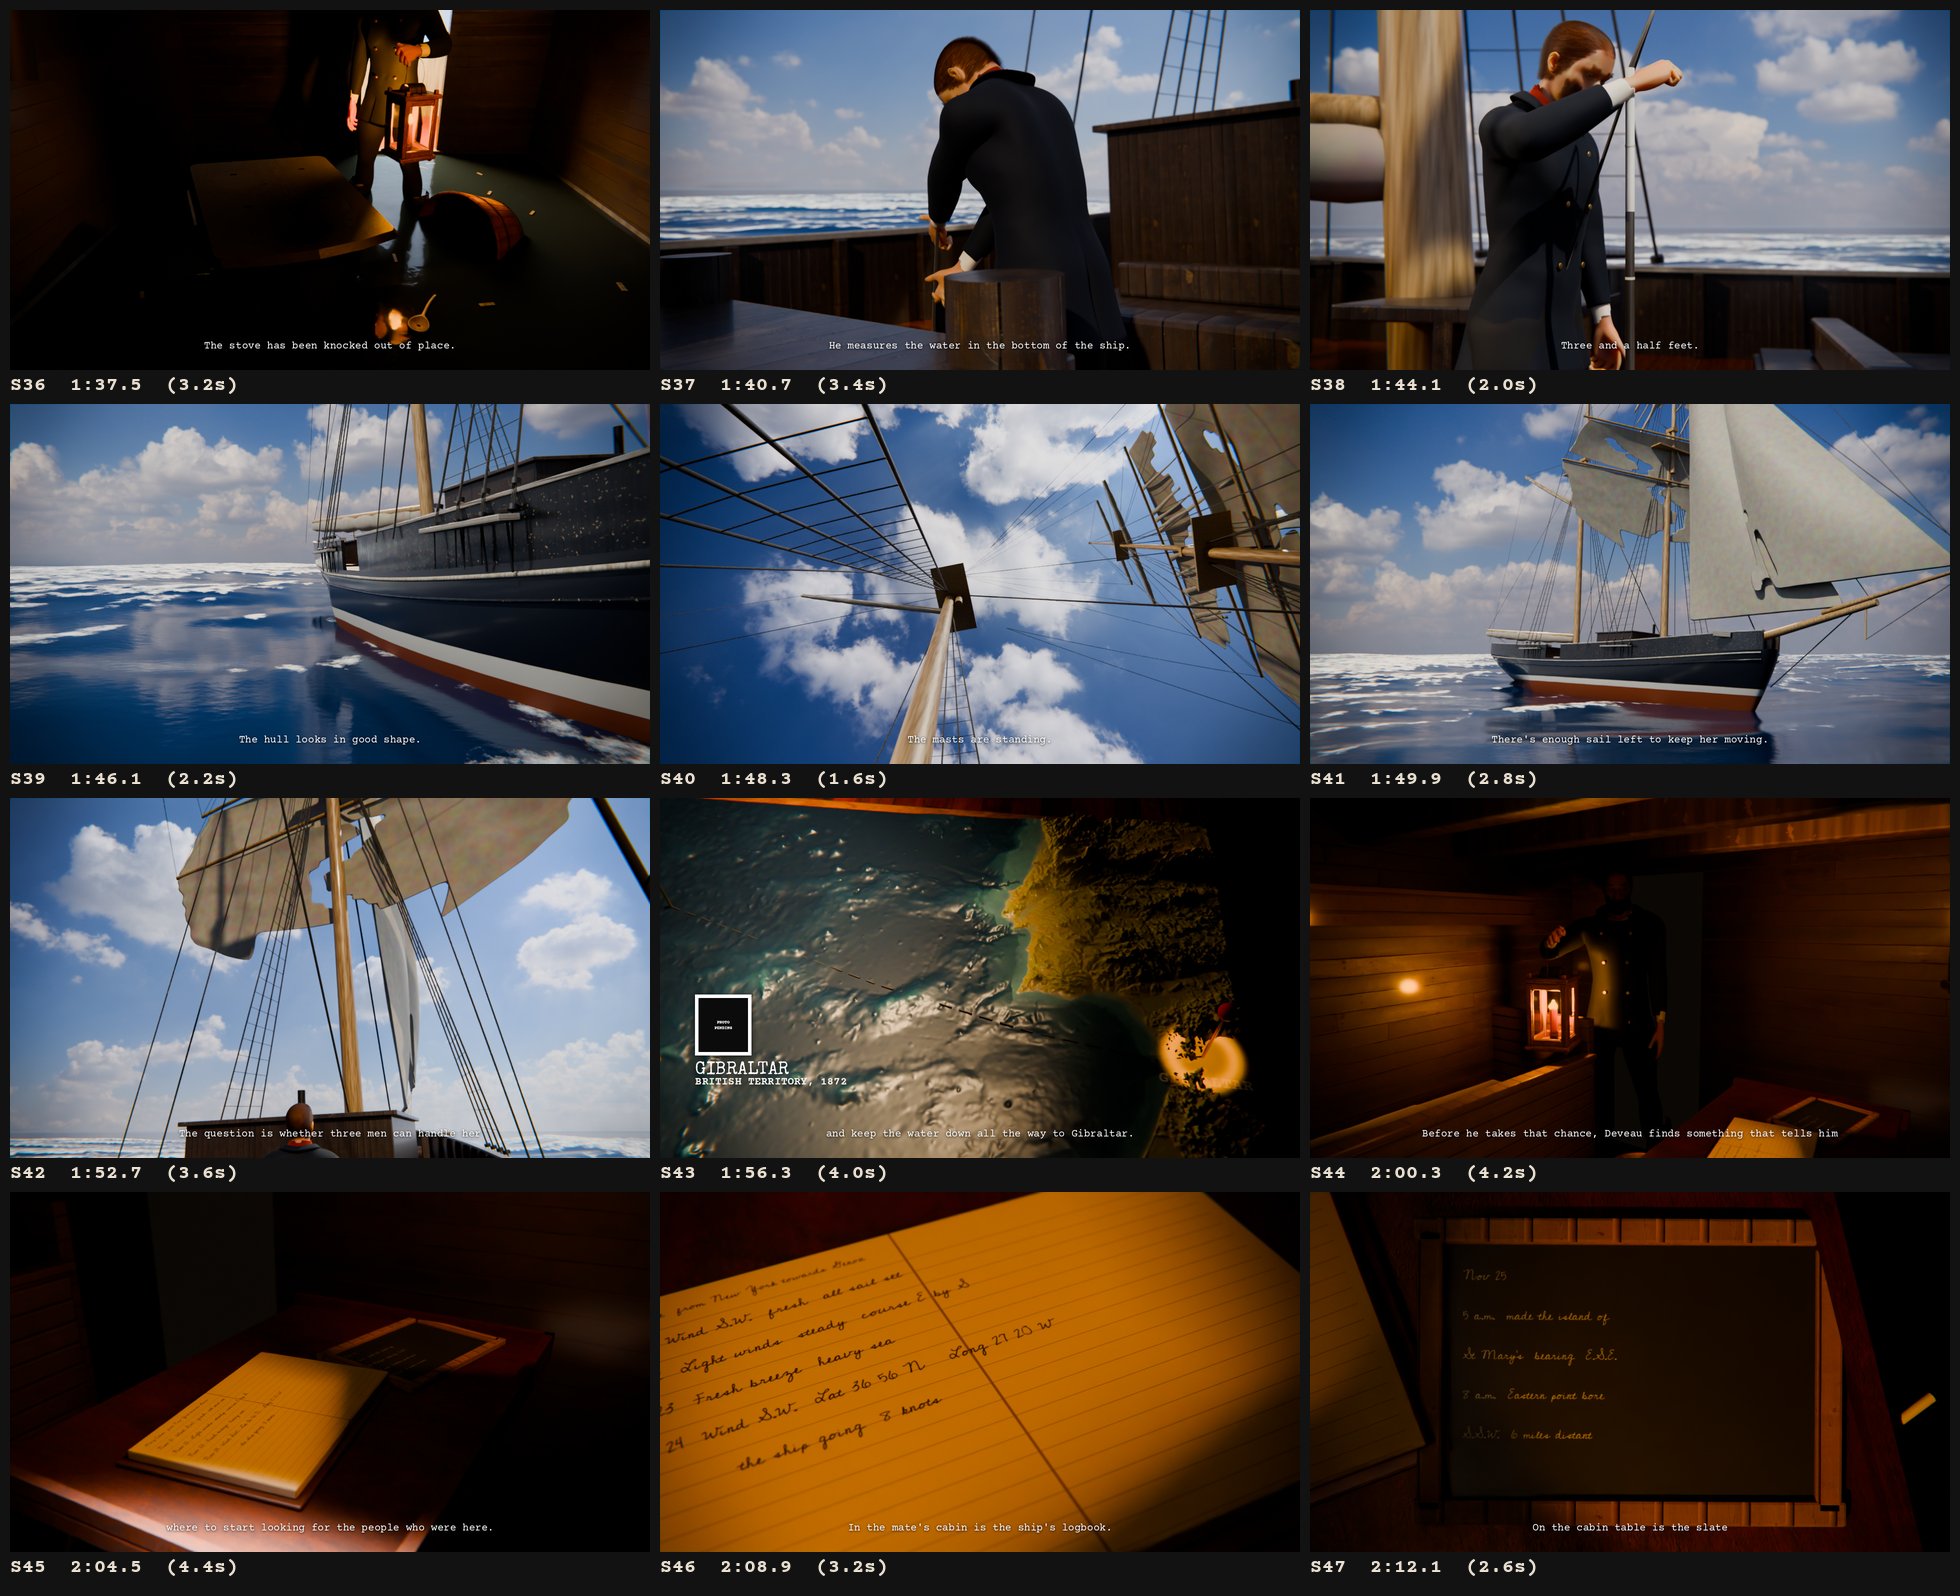 The stove has been knocked out of place.
S36 1:37.5 (3.2s)
He measures the water in the bottom of the ship.
S37 1:40.7 (3.4s)
Three and a half feet.
S38 1:44.1 (2.0s)
The hull looks in good shape.
S39 1:46.1 (2.2s)
The masts are standing.
S40 1:48.3 (1.6s)
There's enough sail left to keep her moving.
S41 1:49.9 (2.8s)
The question is whether three men can handle her
S42 1:52.7 (3.6s)
PHOTO
PENDING
GIBRALTAR
BRITISH TERRITORY, 1872
and keep the water down all the way to Gibraltar.
S43 1:56.3 (4.0s)
Before he takes that chance, Deveau finds something that tells him
S44 2:00.3 (4.2s)
where to start looking for the people who were here.
S45 2:04.5 (4.4s)
from New York towards Genoa
Wind S.W. fresh all sail set
Light winds steady course E by S
23 Fresh breeze heavy sea
24 Wind S.W. Lat 36 56 N Long 27 20 W
the ship going 8 knots
In the mate's cabin is the ship's logbook.
S46 2:08.9 (3.2s)
Nov 25
5 a.m. made the island of
St Mary's bearing E.S.E.
8 a.m. Eastern point bore
S.S.W. 6 miles distant
On the cabin table is the slate
S47 2:12.1 (2.6s)